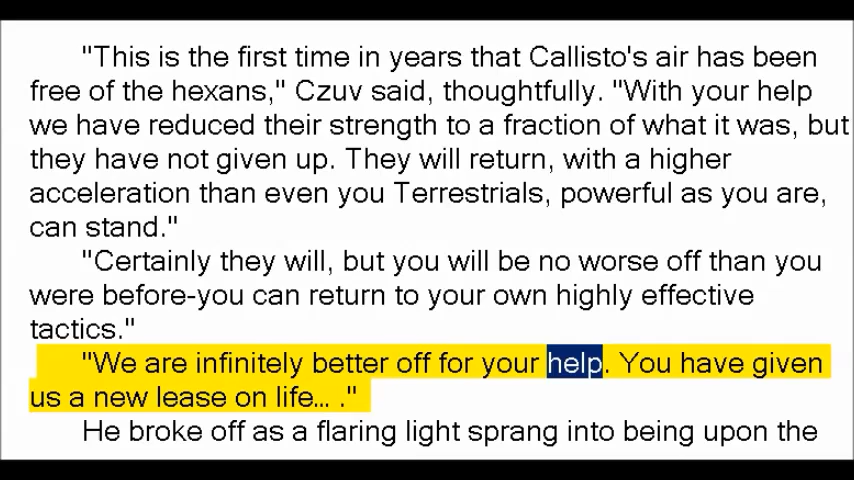 "This is the first time in years that Callisto's air has been
free of the hexans," Czuv said, thoughtfully. "With your help
we have reduced their strength to a fraction of what it was, but
they have not given up. They will return, with a higher
acceleration than even you Terrestrials, powerful as you are,
can stand."
"Certainly they will, but you will be no worse off than you
were before-you can return to your own highly effective
tactics."
"We are infinitely better off for your help. You have given
us a new lease on life... ."
He broke off as a flaring light sprang into being upon the